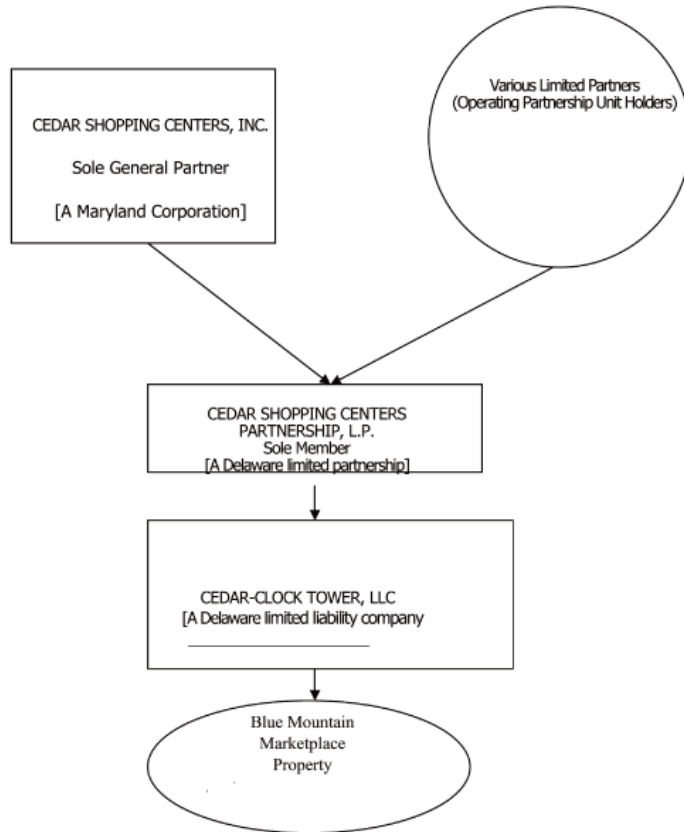 CEDAR SHOPPING CENTERS, INC.
Sole General Partner
[A Maryland Corporation]
Various Limited Partners
(Operating Partnership Unit Holders)
CEDAR SHOPPING CENTERS
PARTNERSHIP, L.P.
Sole Member
[A Delaware limited partnership]
CEDAR-CLOCK TOWER, LLC
[A Delaware limited liability company
Blue Mountain
Marketplace
Property